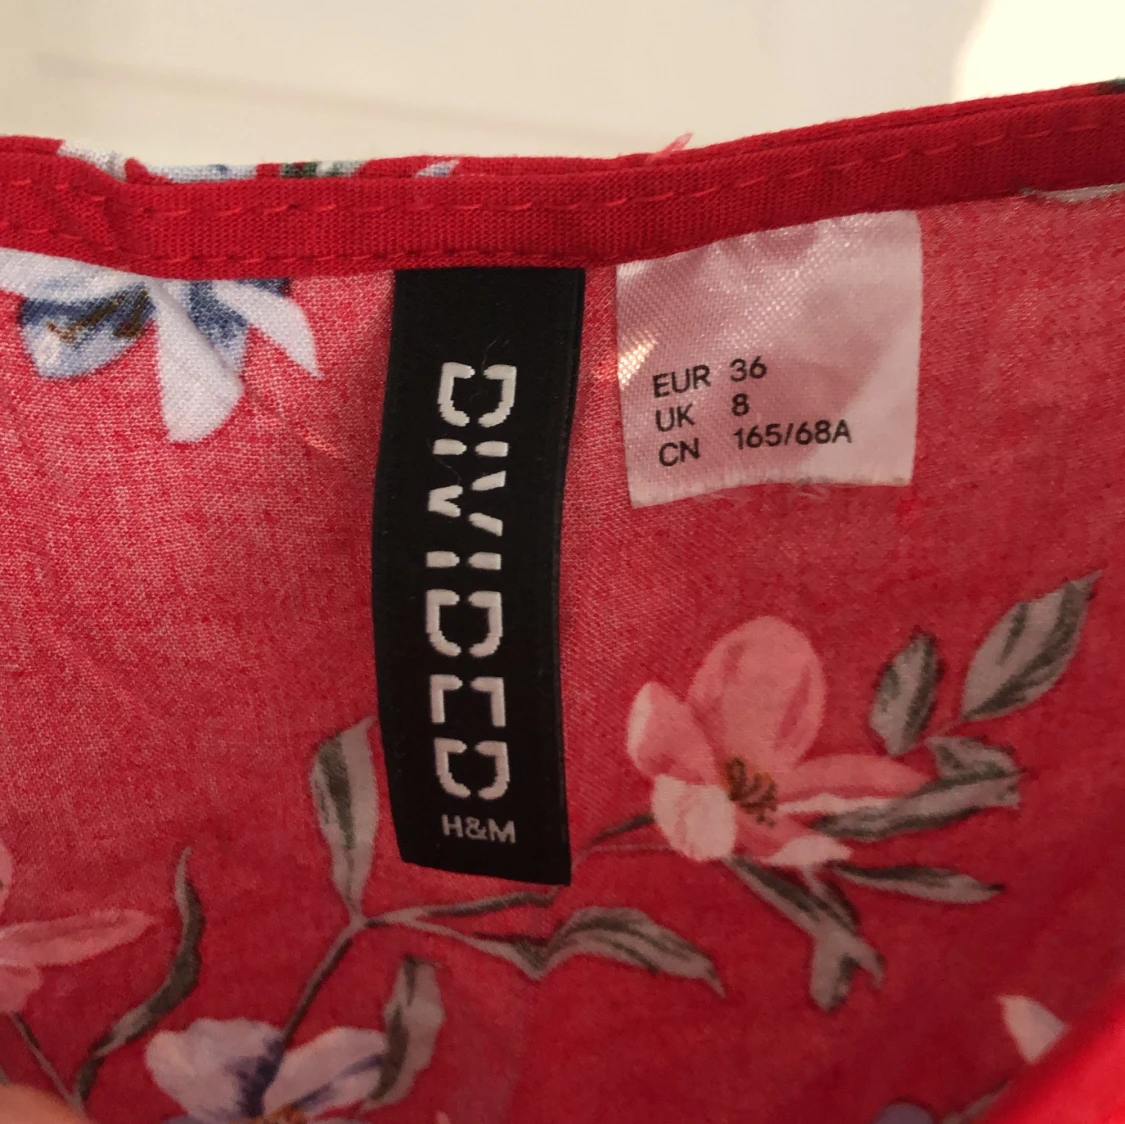 DIVIDED
H&M
EUR 36
UK 8
CN 165/68A